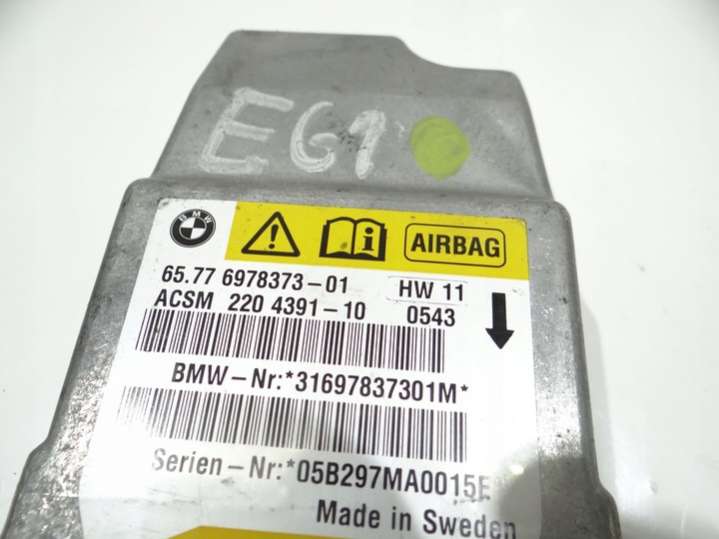 E61
BMW
AIRBAG
65.77 6978373-01 HW 11
ACSM 220 4391-10 0543
BMW-Nr:*31697837301M*
Serien-Nr:*05B297MA0015E
Made in Sweden